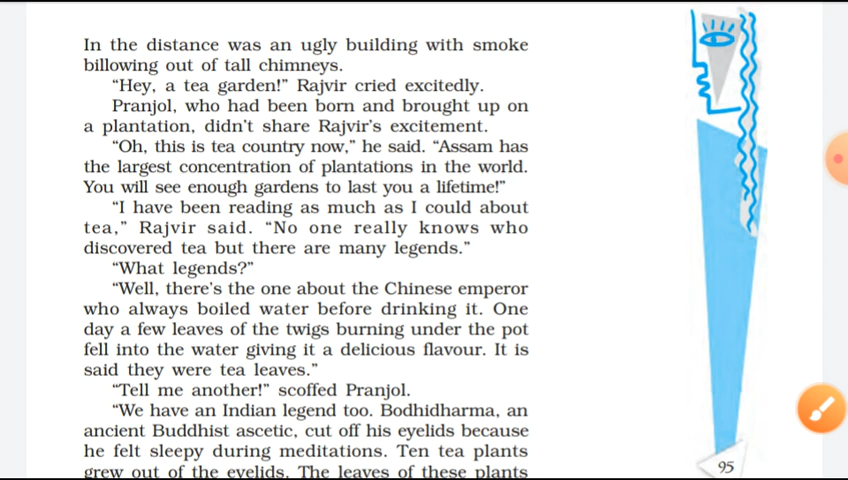 In the distance was an ugly building with smoke
billowing out of tall chimneys.
“Hey, a tea garden!” Rajvir cried excitedly.
Pranjol, who had been born and brought up on
a plantation, didn't share Rajvir's excitement.
“Oh, this is tea country now,” he said. “Assam has
the largest concentration of plantations in the world.
You will see enough gardens to last you a lifetime!”
“I have been reading as much as I could about
tea,” Rajvir said. “No one really knows who
discovered tea but there are many legends.”
“What legends?”
“Well, there's the one about the Chinese emperor
who always boiled water before drinking it. One
day a few leaves of the twigs burning under the pot
fell into the water giving it a delicious flavour. It is
said they were tea leaves.”
“Tell me another!” scoffed Pranjol.
“We have an Indian legend too. Bodhidharma, an
ancient Buddhist ascetic, cut off his eyelids because
he felt sleepy during meditations. Ten tea plants
grew out of the eyelids. The leaves of these plants
95